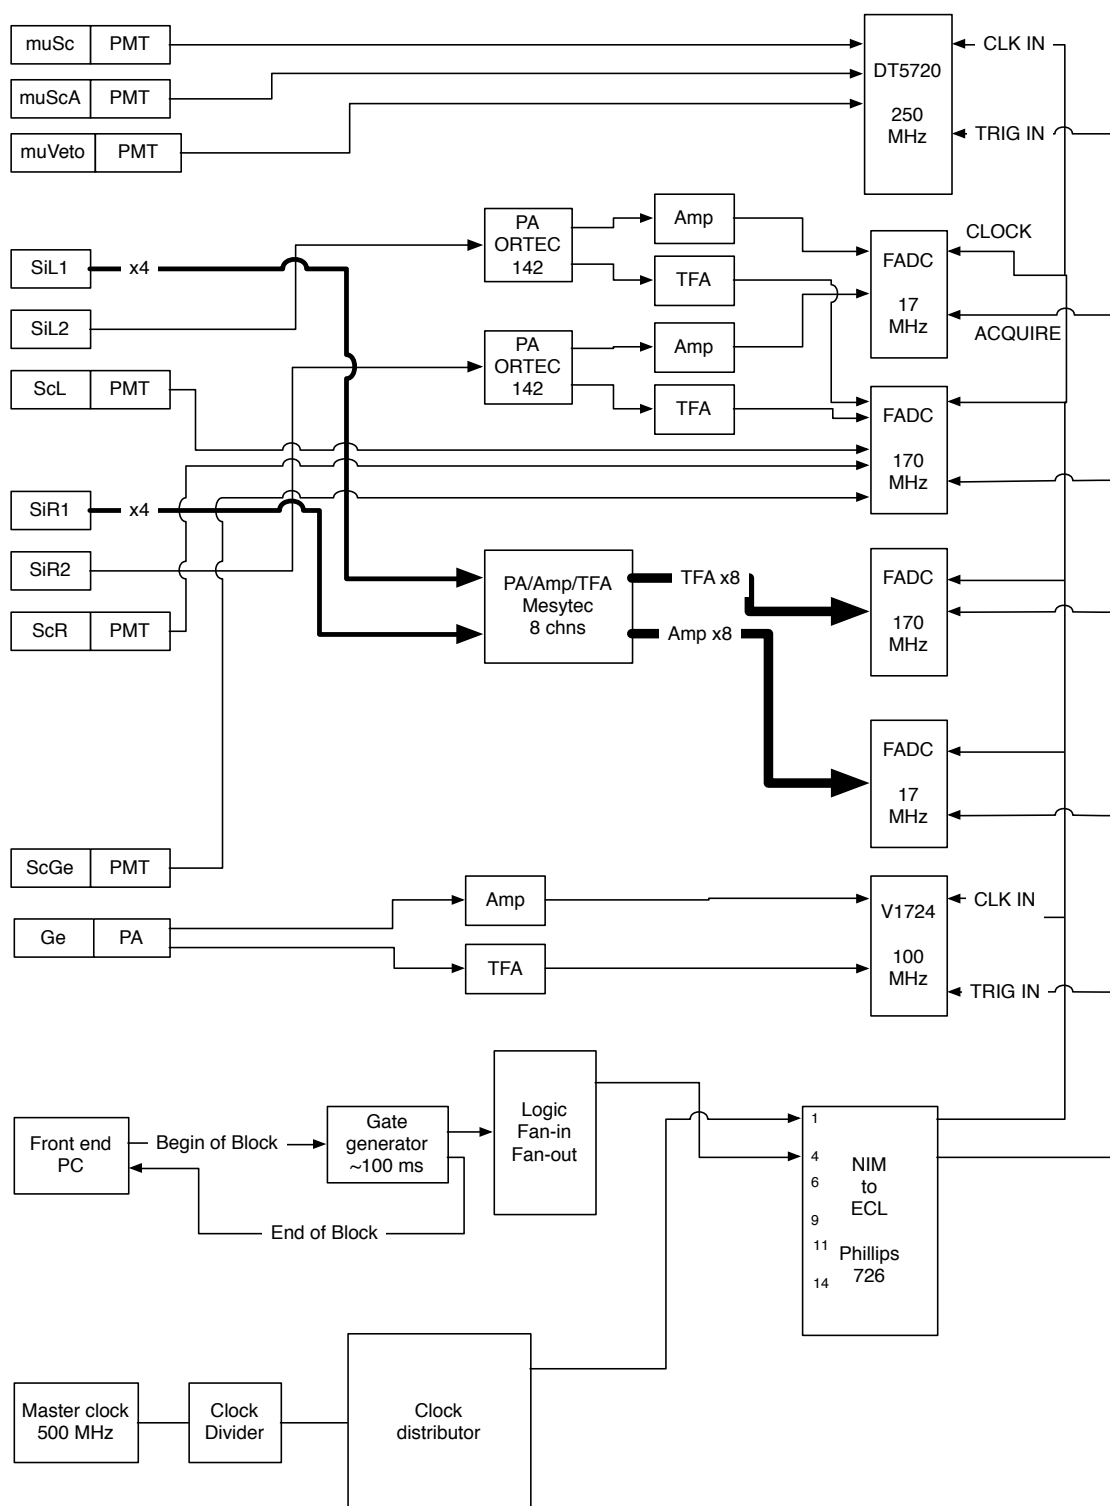 muSc PMT
CLK IN
DT5720
muScA PMT
250
MHz
TRIG IN
muVeto PMT
PA
ORTEC
142
Amp
CLOCK
SiL1 x4
FADC
TFA
17
MHz
SiL2
ACQUIRE
PA
ORTEC
142
Amp
ScL PMT
TFA
FADC
170
MHz
SiR1 x4
SiR2
PA/Amp/TFA
Mesytec
8 chns
TFA x8
FADC
170
MHz
ScR PMT
Amp x8
FADC
17
MHz
ScGe PMT
Amp
V1724
CLK IN
Ge PA
100
MHz
TFA
TRIG IN
Logic
Fan-in
Fan-out
Front end
PC
Begin of Block
Gate
generator
~100 ms
End of Block
1
4
6
9
11
14
NIM
to
ECL
Phillips
726
Master clock
500 MHz
Clock
Divider
Clock
distributor